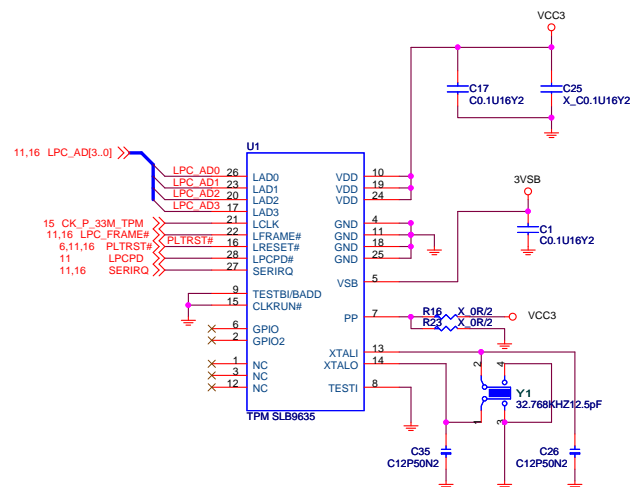 VCC3
C17
C0.1U16Y2
C25
X_C0.1U16Y2
U1
11,16 LPC_AD[3..0]
LPC_AD0 26 LAD0 VDD 10
LPC_AD1 23 LAD1 VDD 19
LPC_AD2 20 LAD2 VDD 24
LPC_AD3 17 LAD3
3VSB
15 CK_P_33M_TPM 21 LCLK GND 4
11,16 LPC_FRAME# 22 LFRAME# GND 11
6,11,16 PLTRST# PLTRST# 16 LRESET# GND 18
11 LPCPD 28 LPCPD# GND 25
11,16 SERIRQ 27 SERIRQ
C1
C0.1U16Y2
VSB 5
9 TESTBI/BADD
15 CLKRUN#
6 GPIO
2 GPIO2
PP 7
R16 X_0R/2 VCC3
R23 X_0R/2
XTALI 13
XTALO 14
1 NC
3 NC
12 NC
TESTI 8
2 4
Y1
32.768KHZ12.5pF
1 3
TPM SLB9635
C35
C12P50N2
C26
C12P50N2